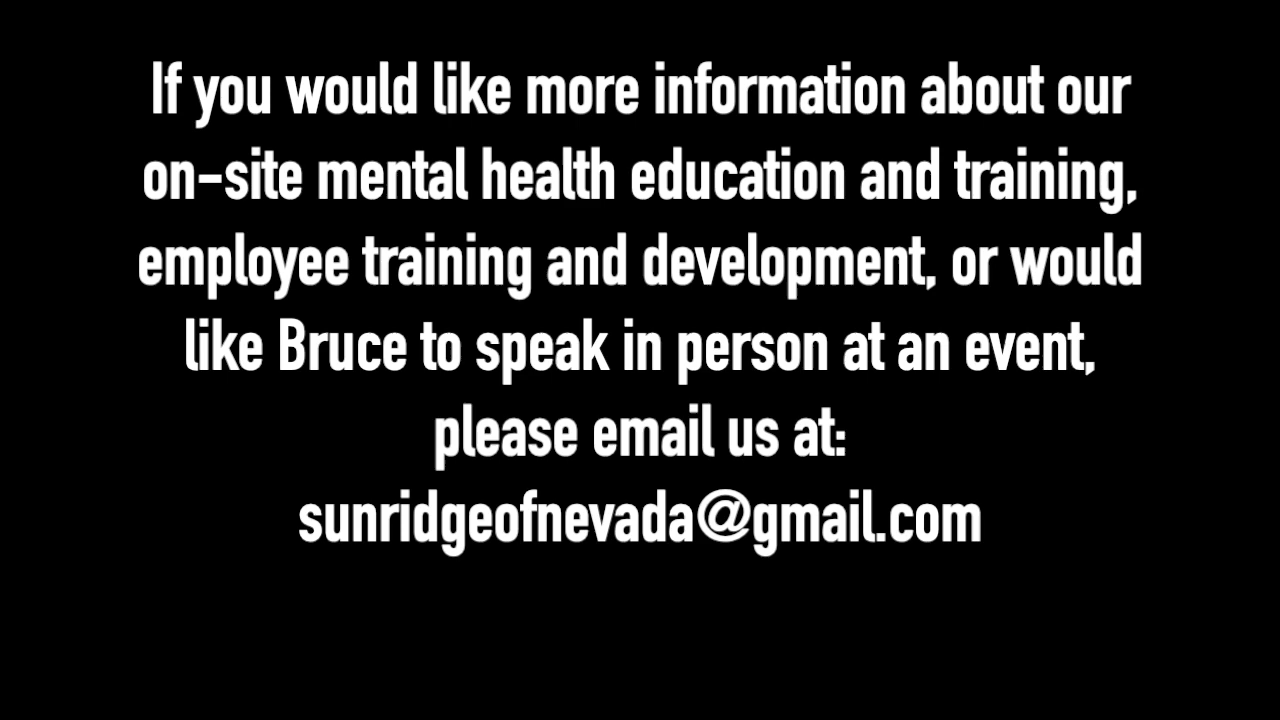 If you would like more information about our
on-site mental health education and training,
employee training and development, or would
like Bruce to speak in person at an event,
please email us at:
sunridgeofnevada@gmail.com